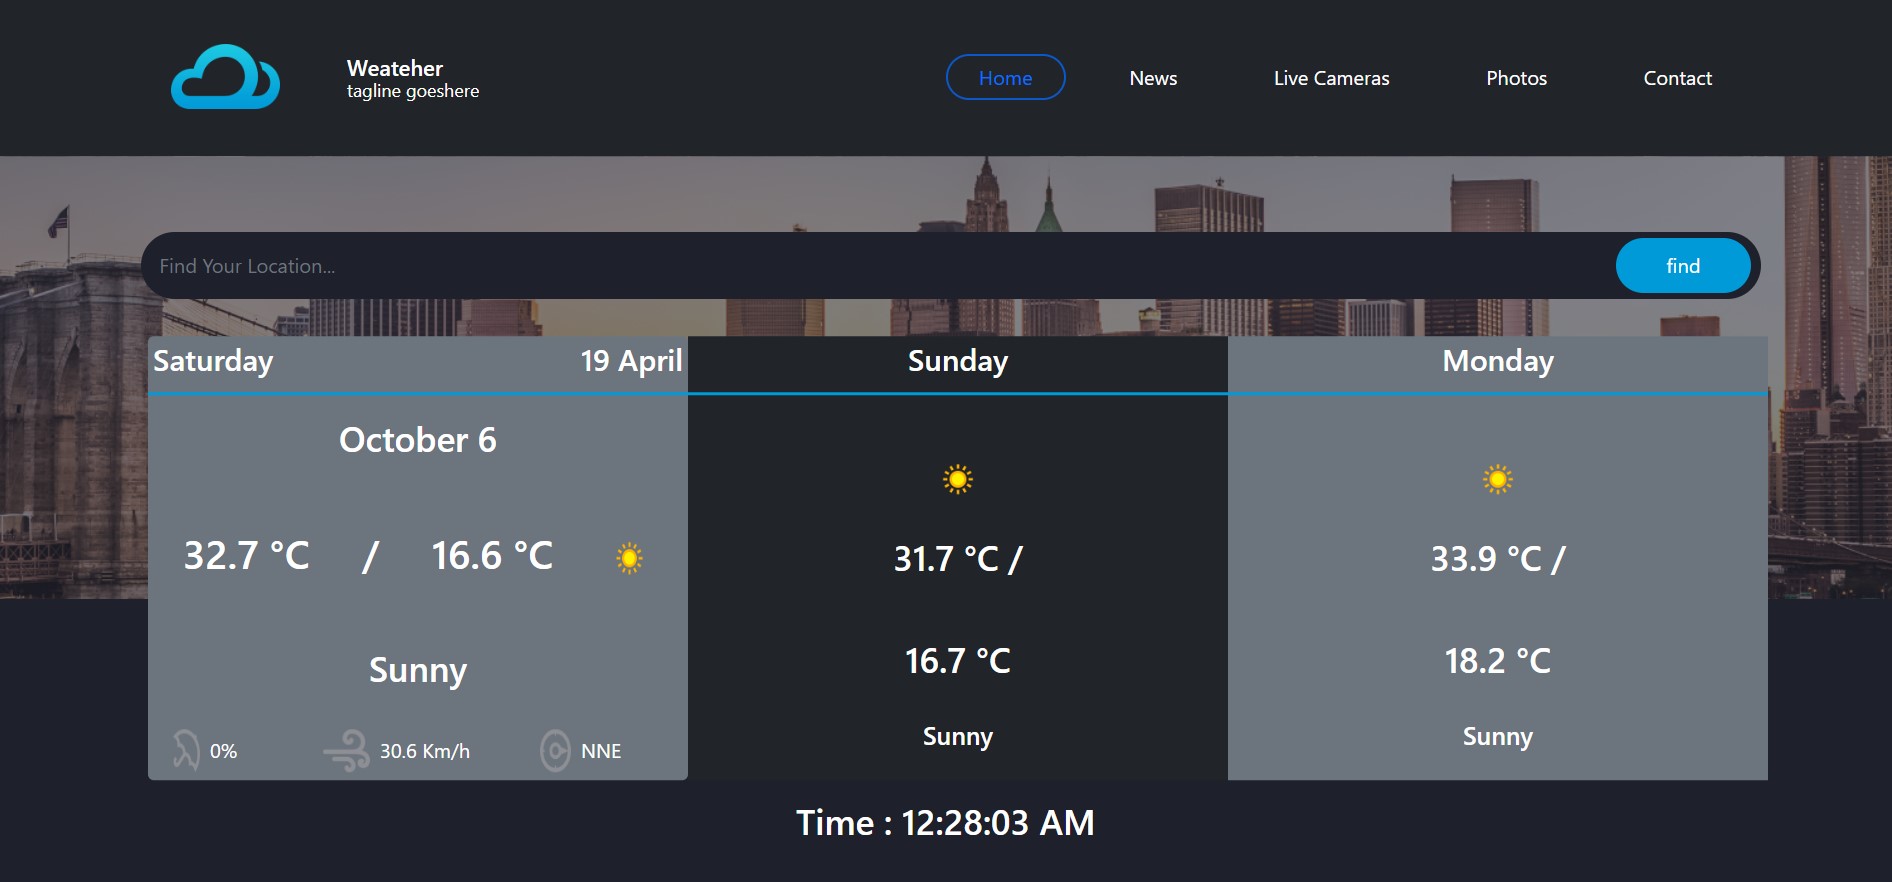 Weateher
tagline goeshere
Home News Live Cameras Photos Contact
Find Your Location...
find
Saturday 19 April
October 6
32.7 °C / 16.6 °C
Sunny
0% 30.6 Km/h NNE
Sunday
31.7 °C /
16.7 °C
Sunny
Monday
33.9 °C /
18.2 °C
Sunny
Time : 12:28:03 AM